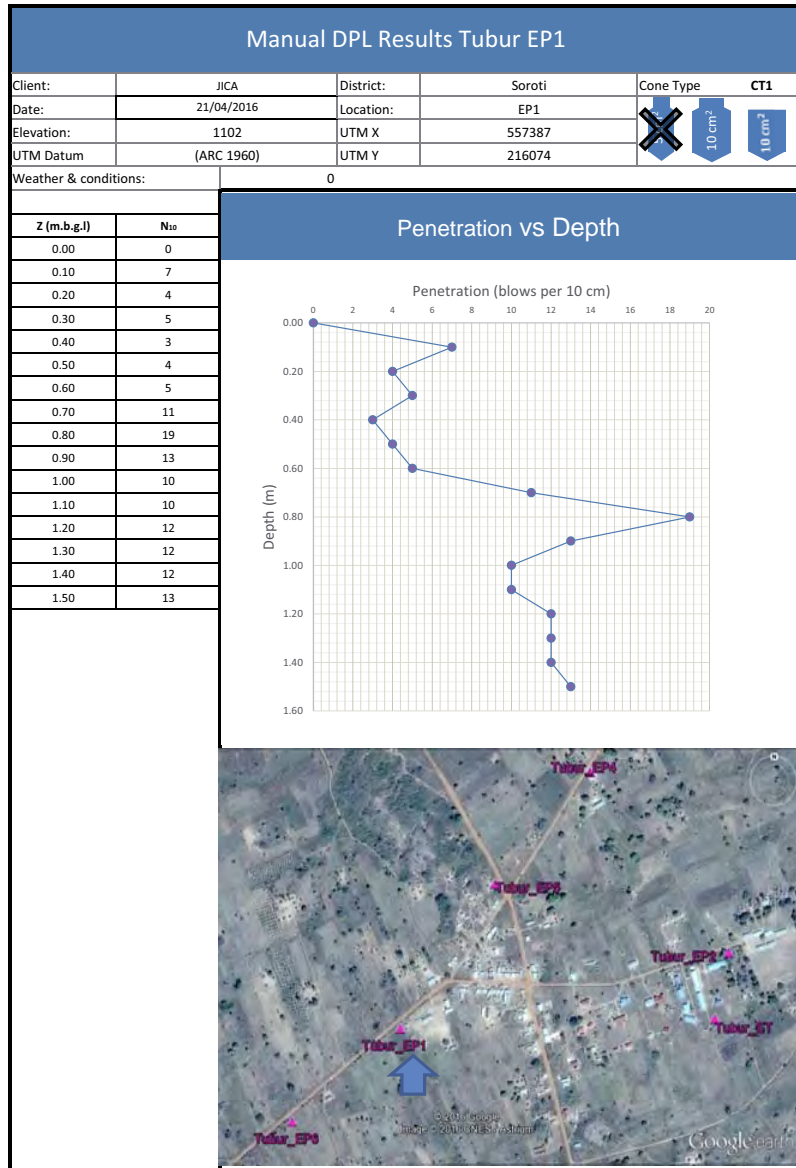 Manual DPL Results Tubur EP1
Client: JICA District: Soroti Cone Type CT1
Date: 21/04/2016 Location: EP1
Elevation: 1102 UTM X 557387
UTM Datum (ARC 1960) UTM Y 216074
10 cm²
10 cm²
Weather & conditions: 0
Z (m.b.g.l) N₁₀
0.00 0
0.10 7
0.20 4
0.30 5
0.40 3
0.50 4
0.60 5
0.70 11
0.80 19
0.90 13
1.00 10
1.10 10
1.20 12
1.30 12
1.40 12
1.50 13
Penetration vs Depth
Penetration (blows per 10 cm)
0 2 4 6 8 10 12 14 16 18 20
0.00
0.20
0.40
0.60
0.80
1.00
1.20
1.40
1.60
Depth (m)
Tubur_EP4
Tubur_EP5
Tubur_EP2
Tubur_ET
Tubur_EP1
Tubur_EP6
Google earth